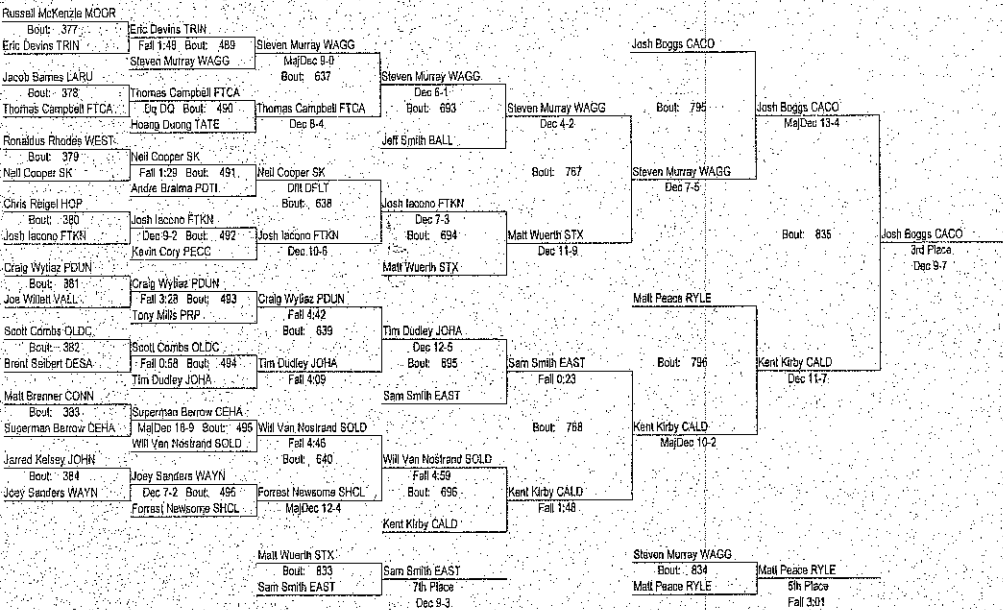 Russell McKenzie MOOR
Bout: 377
Eric Devins TRIN
Jacob Barnes LARU
Bout: 378
Thomas Campbell FTCA
Ronaldus Rhodes WEST
Bout: 379
Neil Cooper SK
Chris Reigel HOP
Bout: 380
Josh Iacono FTKN
Craig Wyliaz PDUN
Bout: 381
Joe Willett VALL
Scott Combs OLDC
Bout: 382
Brent Seibert DESA
Matt Brenner CONN
Bout: 383
Superman Berrow CEHA
Jarred Kelsey JOHN
Bout: 384
Joey Sanders WAYN
Eric Devins TRIN
Fall 1:49 Bout: 489
Steven Murray WAGG
Thomas Campbell FTCA
Dq DQ Bout: 490
Hoang Duong TATE
Neil Cooper SK
Fall 1:29 Bout: 491
Andre Bralma POTI
Josh Iacono FTKN
Dec 9-2 Bout: 492
Kevin Cory PECC
Craig Wyliaz PDUN
Fall 3:28 Bout: 493
Tony Mills PRP
Scott Combs OLDC
Fall 0:58 Bout: 494
Tim Dudley JOHA
Superman Berrow CEHA
MajDec 18-9 Bout: 495
Will Van Nostrand SOLD
Joey Sanders WAYN
Dec 7-2 Bout: 496
Forrest Newsome SHCL
Steven Murray WAGG
MajDec 9-0
Bout: 637
Thomas Campbell FTCA
Dec 8-4
Neil Cooper SK
Dflt DFLT
Bout: 638
Josh Iacono FTKN
Dec 10-6
Craig Wyliaz PDUN
Fall 4:42
Bout: 639
Tim Dudley JOHA
Fall 4:09
Will Van Nostrand SOLD
Fall 4:46
Bout: 640
Forrest Newsome SHCL
MajDec 12-4
Matt Wuerth STX
Bout: 833
Sam Smith EAST
Steven Murray WAGG
Dec 6-1
Bout: 693
Jeff Smith BALL
Josh Iacono FTKN
Dec 7-3
Bout: 694
Matt Wuerth STX
Tim Dudley JOHA
Dec 12-5
Bout: 695
Sam Smith EAST
Will Van Nostrand SOLD
Fall 4:59
Bout: 696
Kent Kirby CALD
Sam Smith EAST
7th Place
Dec 9-3
Steven Murray WAGG
Dec 4-2
Bout: 767
Matt Wuerth STX
Dec 11-9
Sam Smith EAST
Fall 0:23
Bout: 768
Kent Kirby CALD
Fall 1:48
Josh Boggs CACO
Bout: 795
Steven Murray WAGG
Dec 7-5
Matt Peace RYLE
Bout: 796
Kent Kirby CALD
MajDec 10-2
Steven Murray WAGG
Bout: 834
Matt Peace RYLE
Josh Boggs CACO
MajDec 13-4
Bout: 835
Kent Kirby CALD
Dec 11-7
Matt Peace RYLE
5th Place
Fall 3:01
Josh Boggs CACO
3rd Place
Dec 9-7